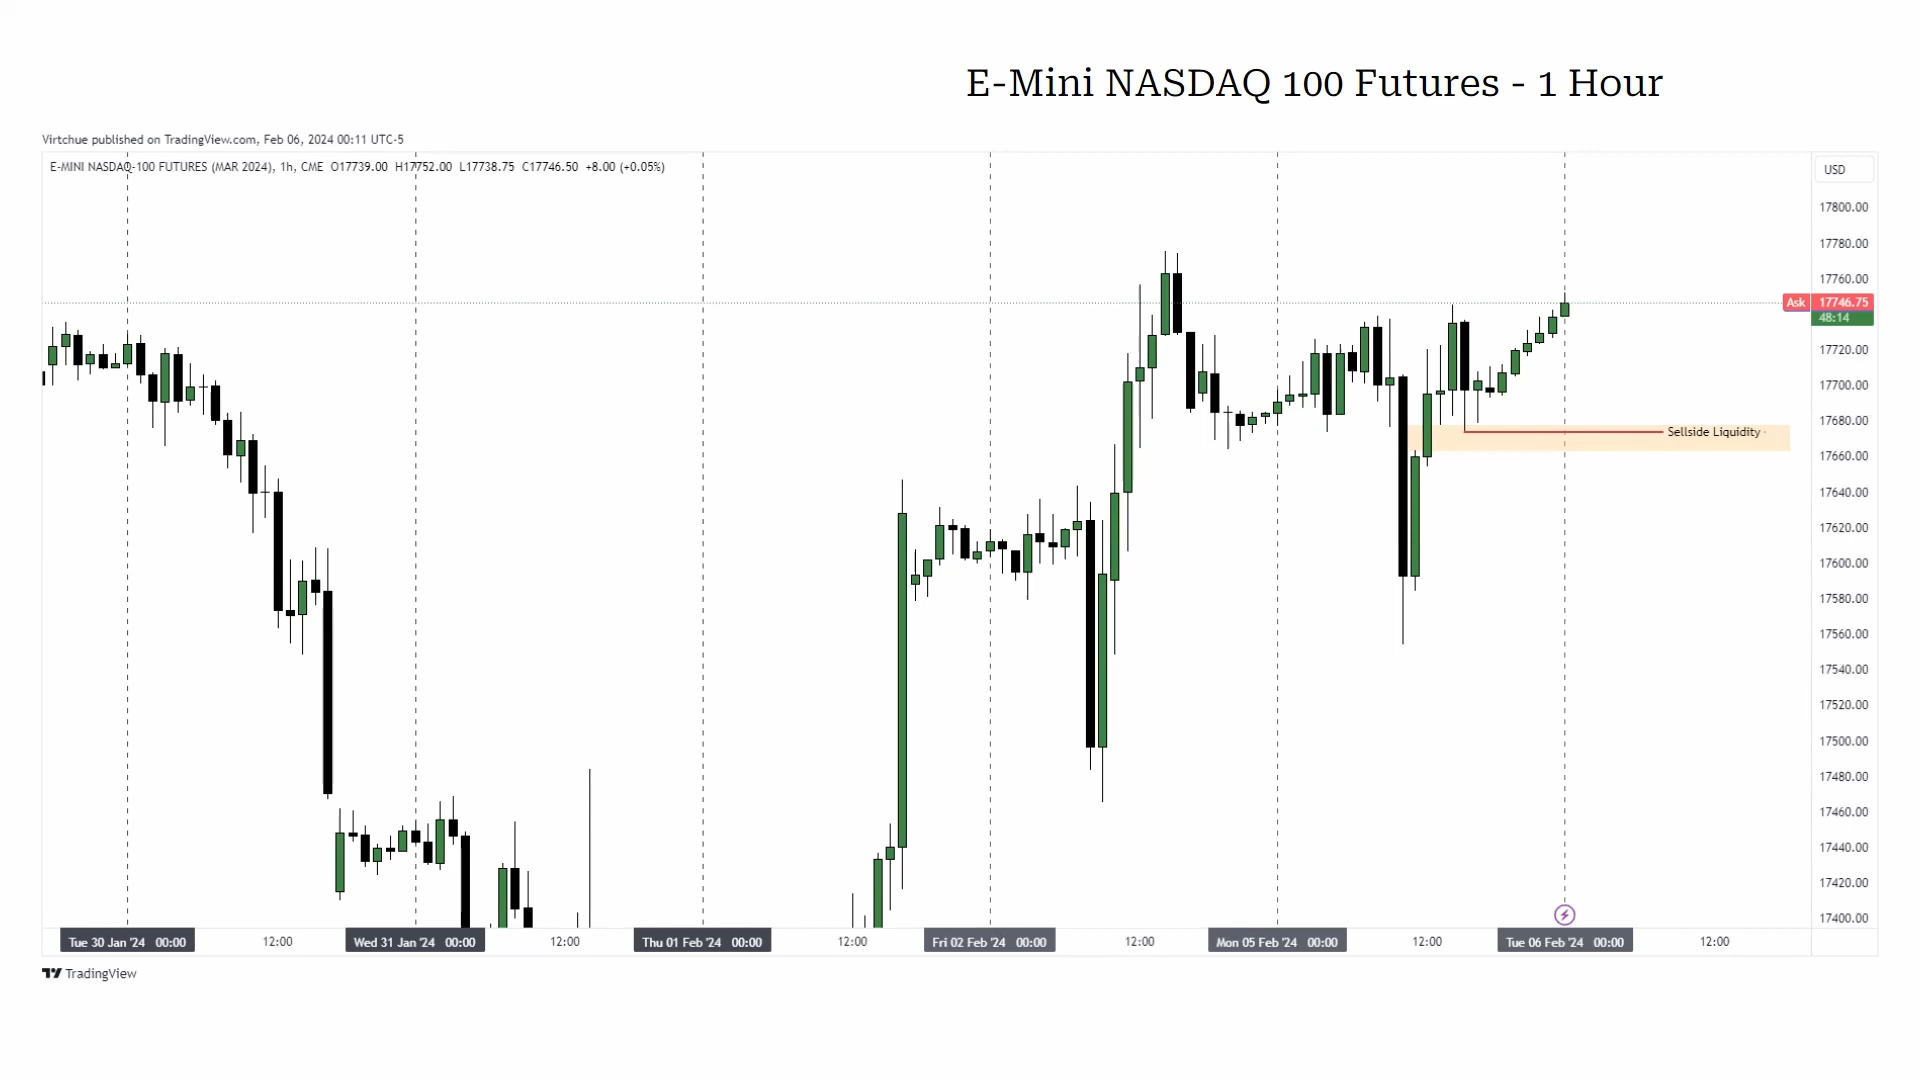 E-Mini NASDAQ 100 Futures - 1 Hour
Virtchue published on TradingView.com, Feb 06, 2024 00:11 UTC-5
E-MINI NASDAQ-100 FUTURES (MAR 2024), 1h, CME O17739.00 H17752.00 L17738.75 C17746.50 +8.00 (+0.05%)
USD
17800.00
17780.00
17760.00
Ask 17746.75
48:14
17720.00
17700.00
17680.00
Sellside Liquidity
17660.00
17640.00
17620.00
17600.00
17580.00
17560.00
17540.00
17520.00
17500.00
17480.00
17460.00
17440.00
17420.00
17400.00
Tue 30 Jan '24 00:00 12:00 Wed 31 Jan '24 00:00 12:00 Thu 01 Feb '24 00:00 12:00 Fri 02 Feb '24 00:00 12:00 Mon 05 Feb '24 00:00 12:00 Tue 06 Feb '24 00:00 12:00
TradingView